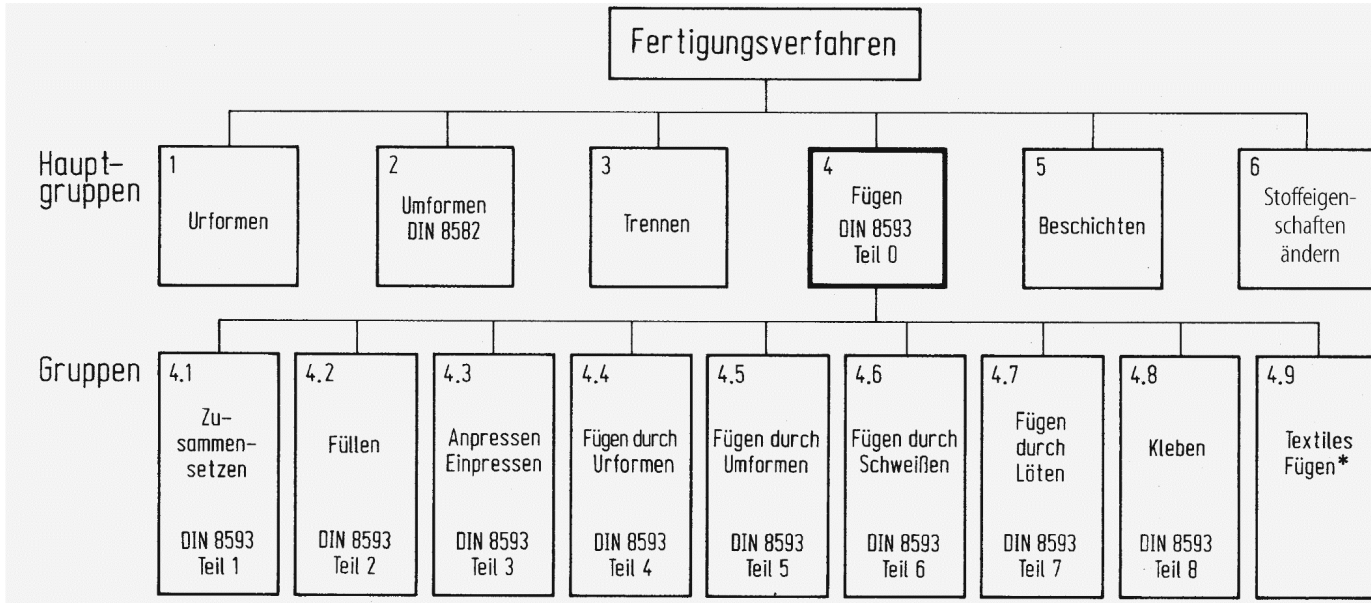 Fertigungsverfahren
Haupt-
gruppen
1
Urformen
2
Umformen
DIN 8582
3
Trennen
4
Fügen
DIN 8593
Teil 0
5
Beschichten
6
Stoffeigen-
schaften
ändern
Gruppen
4.1
Zu-
sammen-
setzen
DIN 8593
Teil 1
4.2
Füllen
DIN 8593
Teil 2
4.3
Anpressen
Einpressen
DIN 8593
Teil 3
4.4
Fügen durch
Urformen
DIN 8593
Teil 4
4.5
Fügen durch
Umformen
DIN 8593
Teil 5
4.6
Fügen durch
Schweißen
DIN 8593
Teil 6
4.7
Fügen
durch
Löten
DIN 8593
Teil 7
4.8
Kleben
DIN 8593
Teil 8
4.9
Textiles
Fügen*